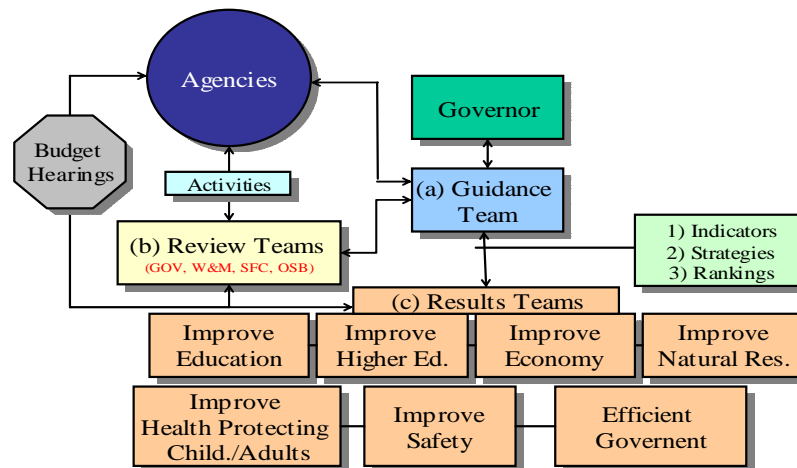 Agencies
Governor
Budget
Hearings
Activities
(a) Guidance
Team
(b) Review Teams
(GOV, W&M, SFC, OSB)
1) Indicators
2) Strategies
3) Rankings
(c) Results Teams
Improve
Education
Improve
Higher Ed.
Improve
Economy
Improve
Natural Res.
Improve
Health Protecting
Child./Adults
Improve
Safety
Efficient
Governent